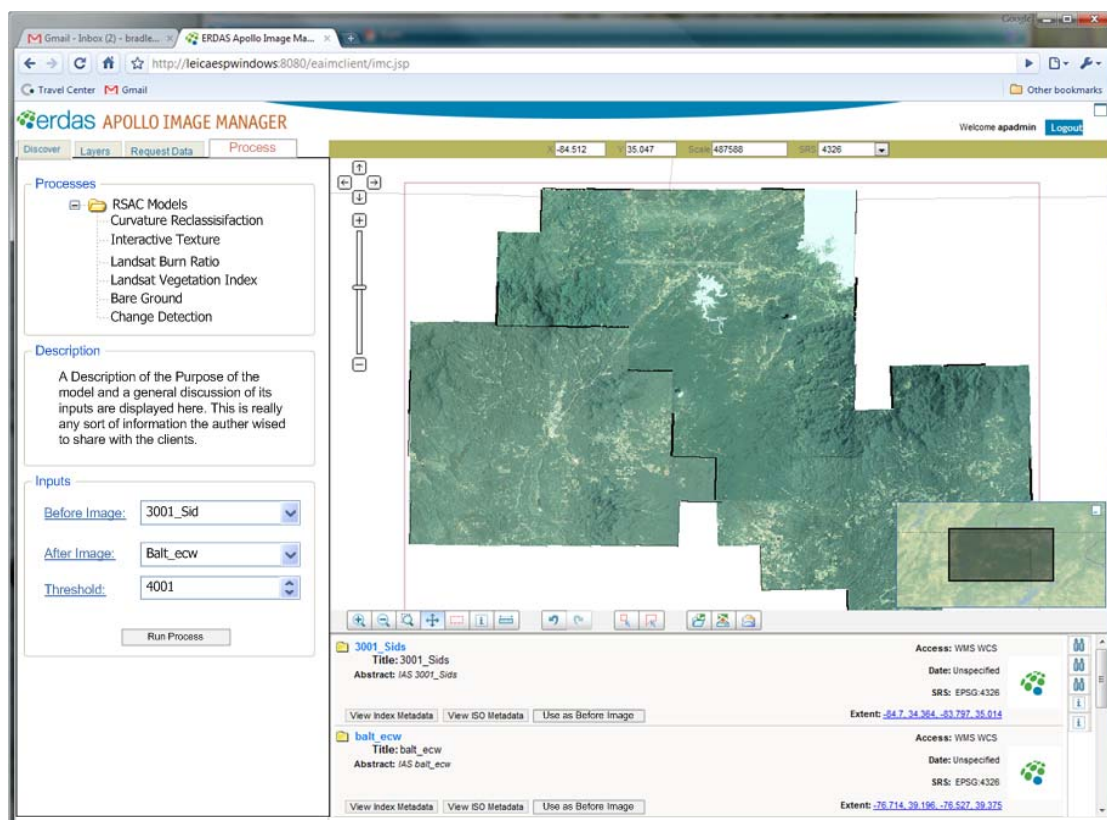 Google
Gmail - Inbox (2) - bradle...
ERDAS Apollo Image Ma...
http://leicaespwindows:8080/eaimclient/imc.jsp
Travel Center
Gmail
Other bookmarks
erdas APOLLO IMAGE MANAGER
Welcome apadmin
Logout
Discover
Layers
Request Data
Process
X -84.512
Y 35.047
Scale 487588
SRS 4326
Processes
RSAC Models
Curvature Reclassisifaction
Interactive Texture
Landsat Burn Ratio
Landsat Vegetation Index
Bare Ground
Change Detection
Description
A Description of the Purpose of the
model and a general discussion of its
inputs are displayed here. This is really
any sort of information the auther wised
to share with the clients.
Inputs
Before Image: 3001_Sid
After Image: Balt_ecw
Threshold: 4001
Run Process
3001_Sids
Title: 3001_Sids
Abstract: IAS 3001_Sids
Access: WMS WCS
Date: Unspecified
SRS: EPSG:4326
View Index Metadata
View ISO Metadata
Use as Before Image
Extent: -84.7, 34.364, -83.797, 35.014
balt_ecw
Title: balt_ecw
Abstract: IAS balt_ecw
Access: WMS WCS
Date: Unspecified
SRS: EPSG:4326
View Index Metadata
View ISO Metadata
Use as Before Image
Extent: -76.714, 39.196, -76.527, 39.375